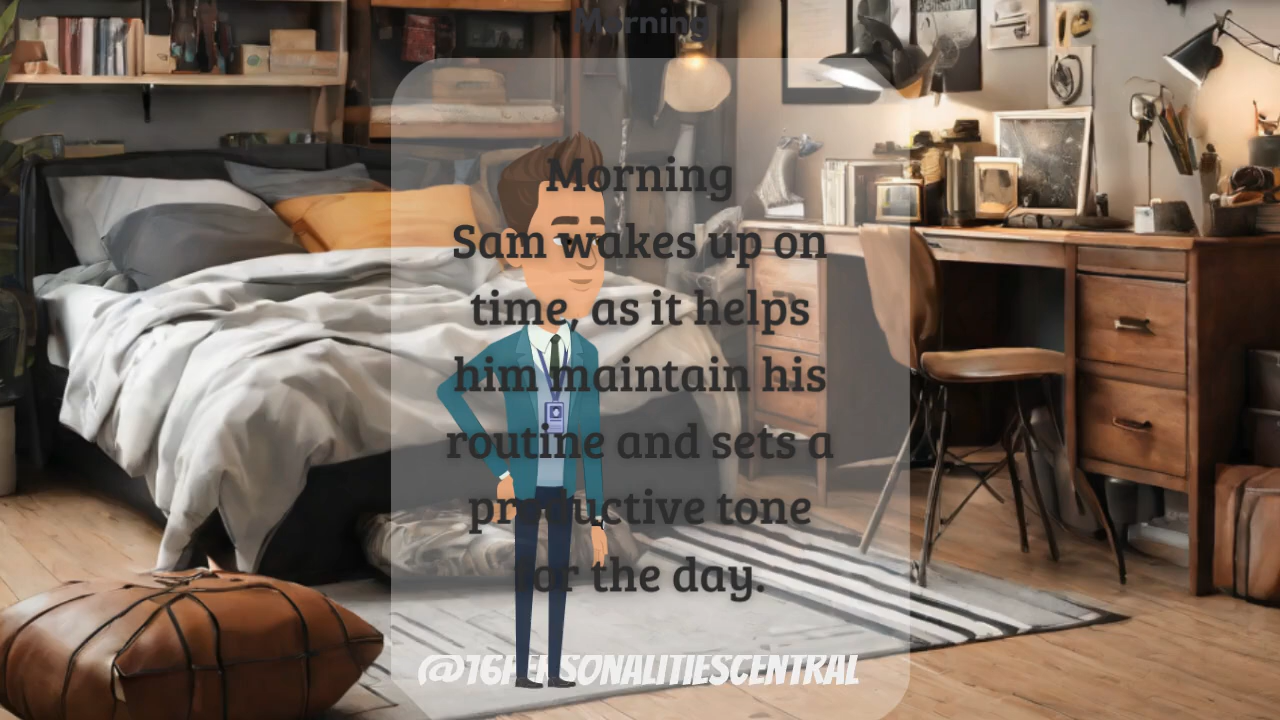 Morning
Morning
Sam wakes up on
time, as it helps
him maintain his
routine and sets a
productive tone
for the day.
@16PERSONALITIESCENTRAL